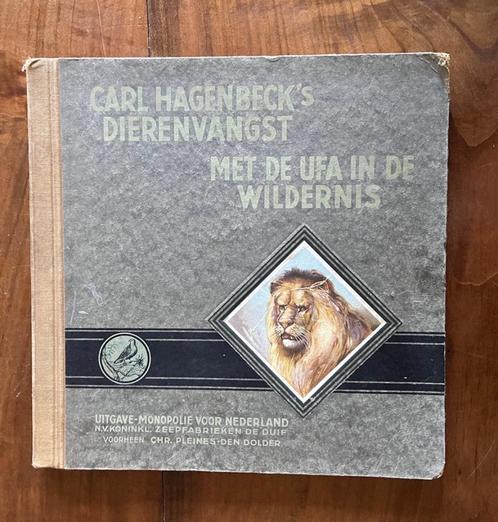 CARL HAGENBECK'S
DIERENVANGST
MET DE UFA IN DE
WILDERNIS
UITGAVE-MONOPOLIE VOOR NEDERLAND
N.V. KONINKL. ZEEPFABRIEKEN DE DUIF
VOORHEEN CHR. PLEINES-DEN DOLDER